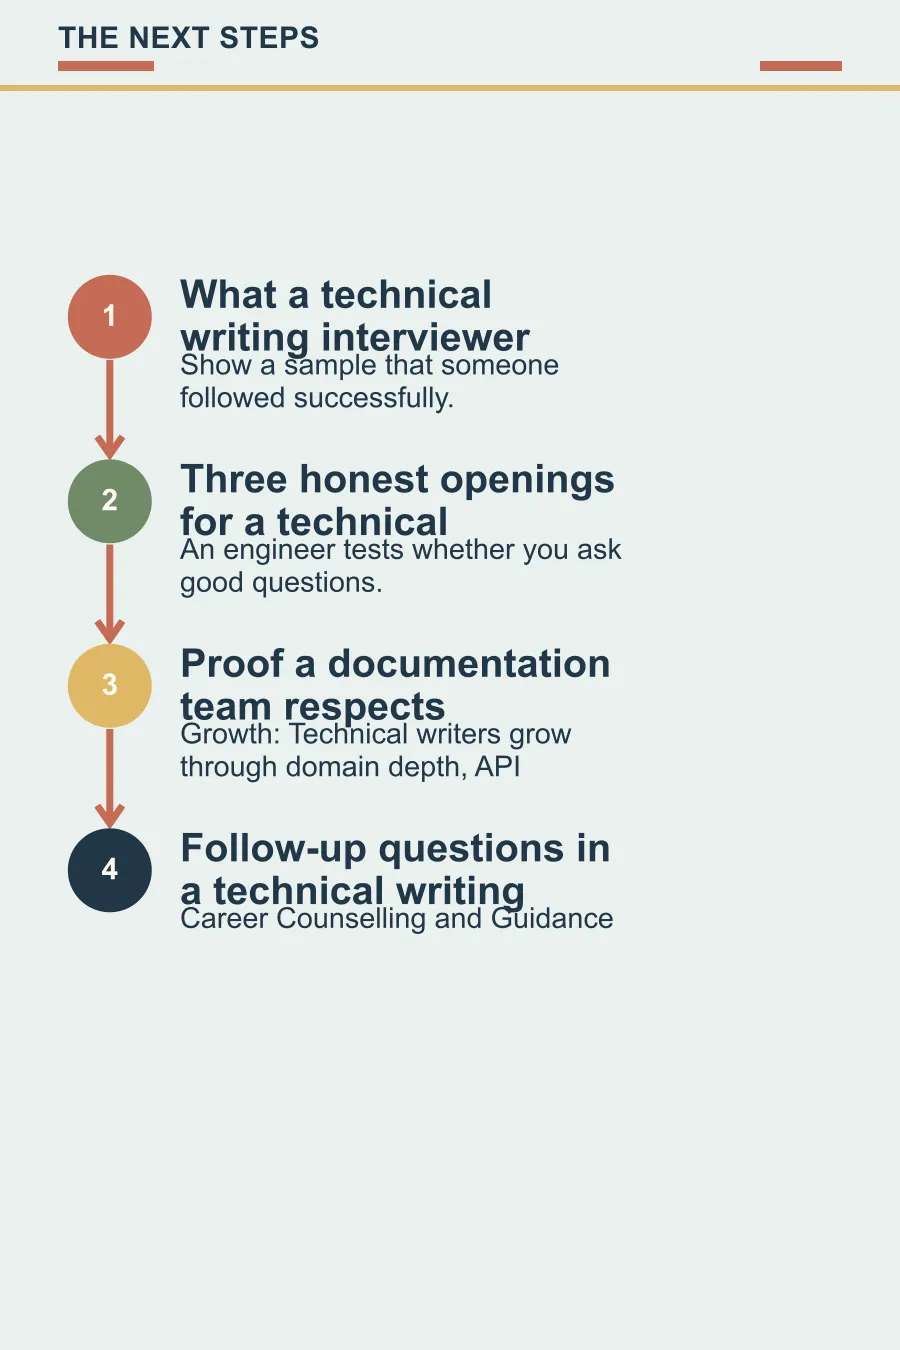 THE NEXT STEPS
1
What a technical
writing interviewer
Show a sample that someone
followed successfully.
2
Three honest openings
for a technical
An engineer tests whether you ask
good questions.
3
Proof a documentation
team respects
Growth: Technical writers grow
through domain depth, API
4
Follow-up questions in
a technical writing
Career Counselling and Guidance